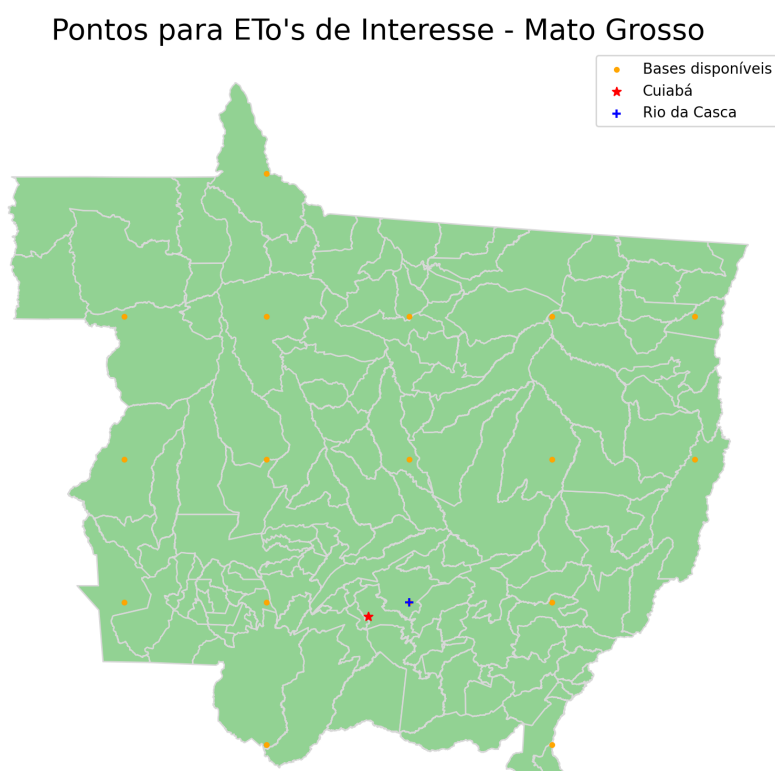 Pontos para ETo's de Interesse - Mato Grosso
Bases disponíveis
Cuiabá
Rio da Casca